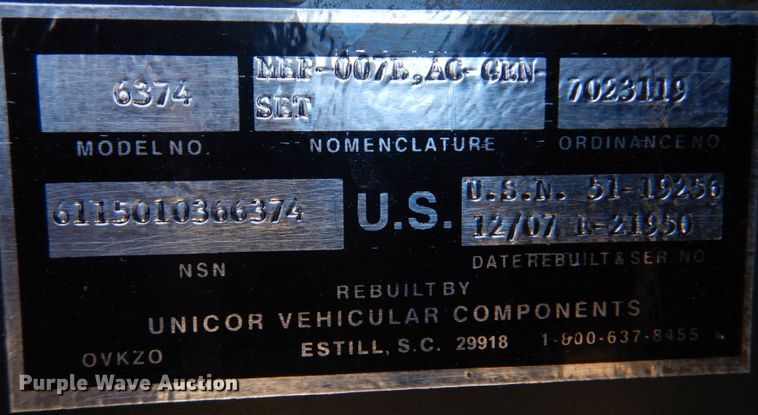 6374
MEP-007B, AC-GEN
SET
7023119
MODEL NO.
NOMENCLATURE
ORDINANCE NO.
6115010366374
U.S.
U.S.N. 51-19256
12/07 R-21950
NSN
DATE REBUILT & SER. NO.
REBUILT BY
UNICOR VEHICULAR COMPONENTS
OVKZO
ESTILL, S.C. 29918 1-800-637-8455
Purple Wave Auction